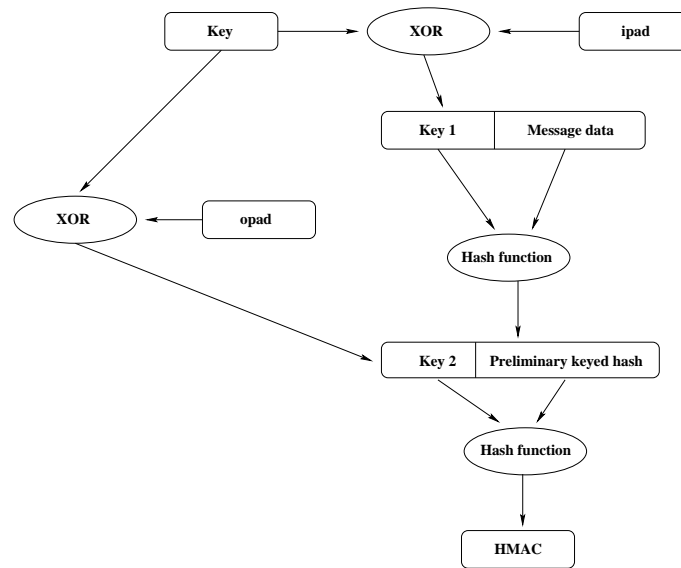 Key
XOR
ipad
Key 1
Message data
XOR
opad
Hash function
Key 2
Preliminary keyed hash
Hash function
HMAC